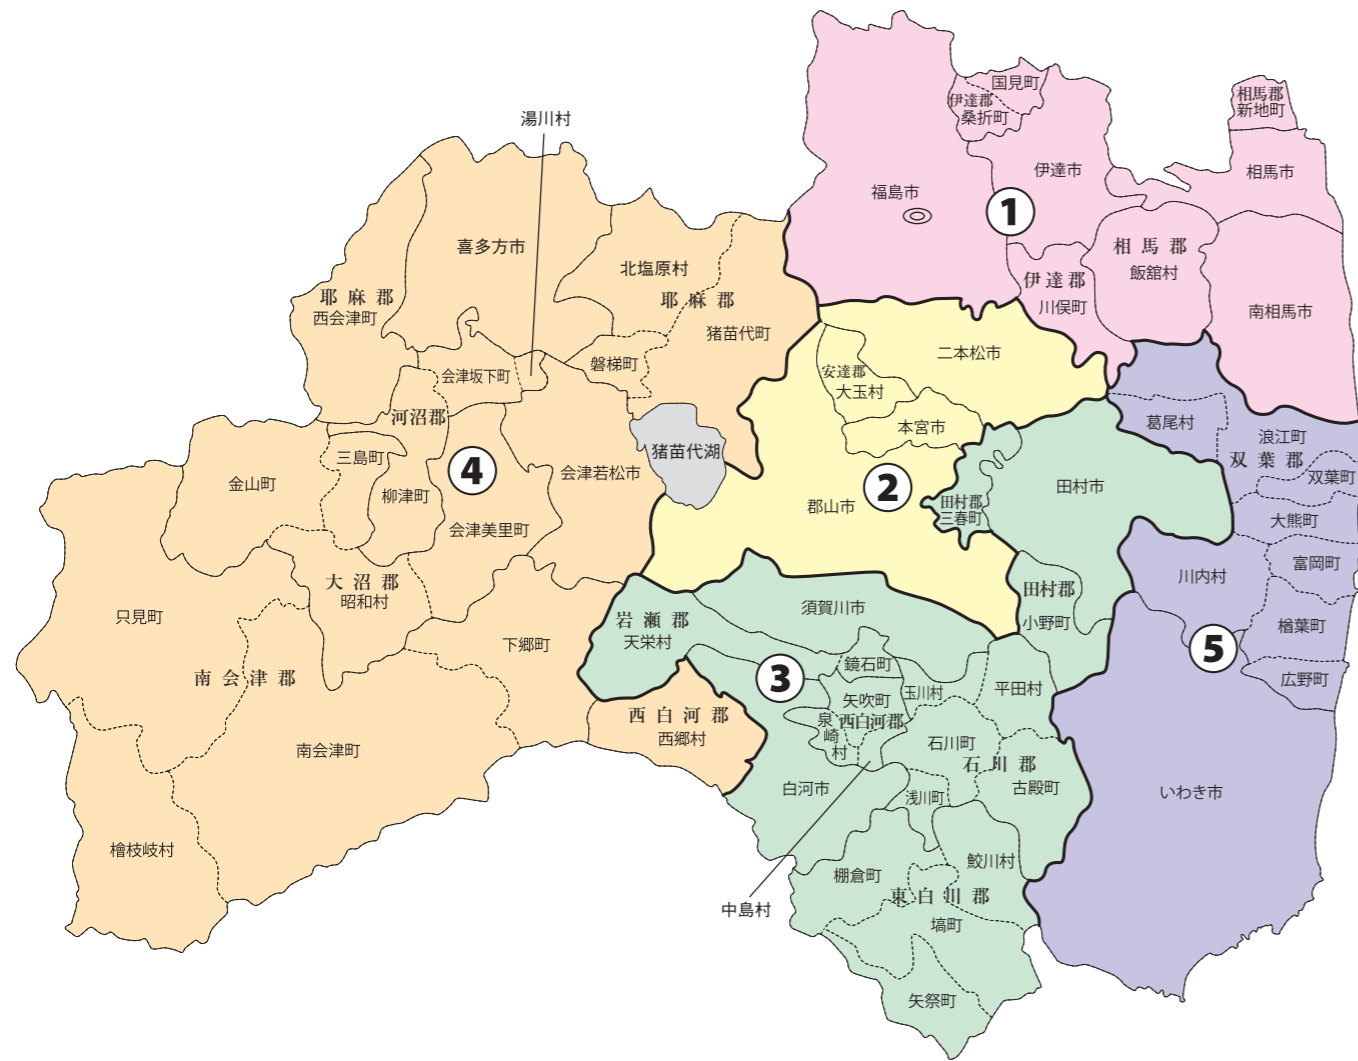 国見町
伊達郡
桑折町
相馬郡
新地町
湯川村
伊達市
相馬市
福島市
1
喜多方市
北塩原村
相馬郡
飯舘村
耶麻郡
西会津町
耶麻郡
伊達郡
川俣町
南相馬市
猪苗代町
二本松市
会津坂下町
磐梯町
安達郡
大玉村
河沼郡
本宮市
葛尾村
浪江町
双葉郡
三島町
猪苗代湖
双葉町
金山町
4
会津若松市
2
柳津町
郡山市
田村郡
三春町
田村市
大熊町
会津美里町
富岡町
大沼郡
昭和村
川内村
田村郡
小野町
只見町
岩瀬郡
天栄村
須賀川市
楢葉町
下郷町
5
南会津郡
3
鏡石町
玉川村
平田村
広野町
矢吹町
西白河郡
西郷村
泉崎村
西白河郡
南会津町
石川町
石川郡
古殿町
白河市
浅川町
いわき市
檜枝岐村
鮫川村
棚倉町
東白川郡
中島村
塙町
矢祭町